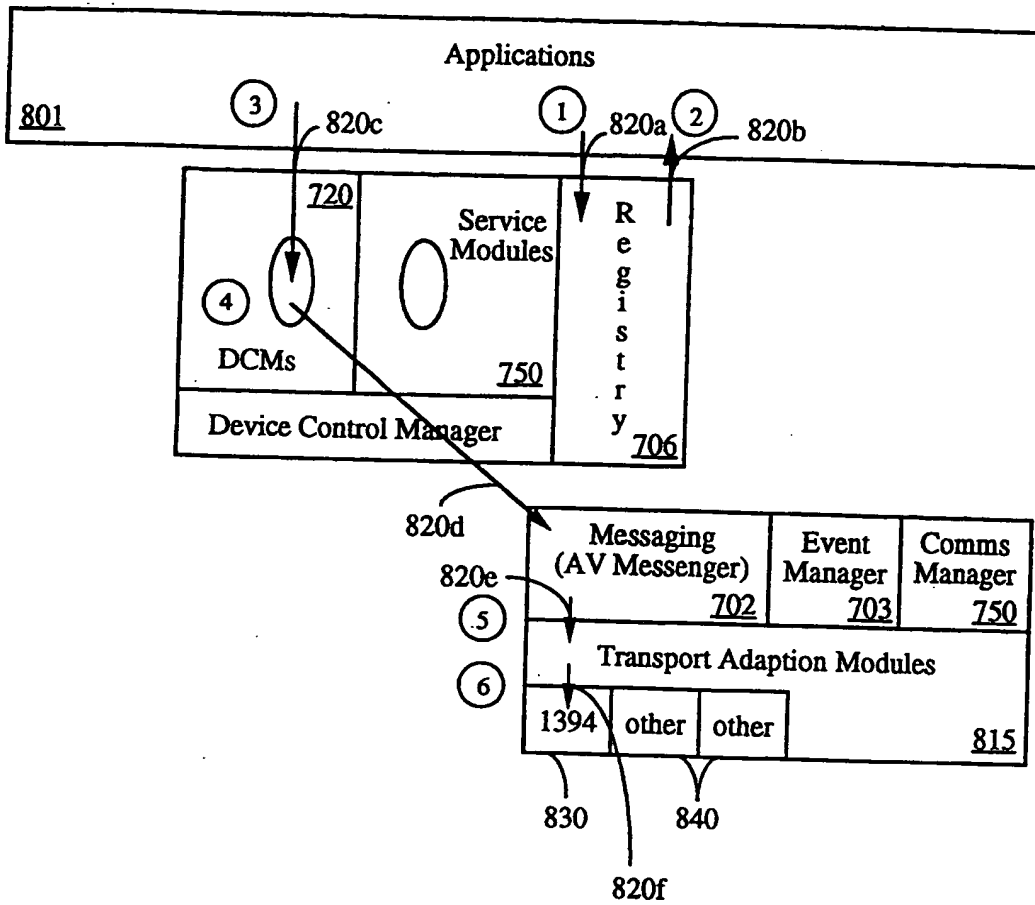 Applications
801
3
820c
1
820a
2
820b
720
Service
Modules
Registry
4
DCMs
750
Device Control Manager
706
820d
Messaging
(AV Messenger)
702
Event
Manager
703
Comms
Manager
750
820e
5
Transport Adaption Modules
6
1394
other
other
815
830
840
820f